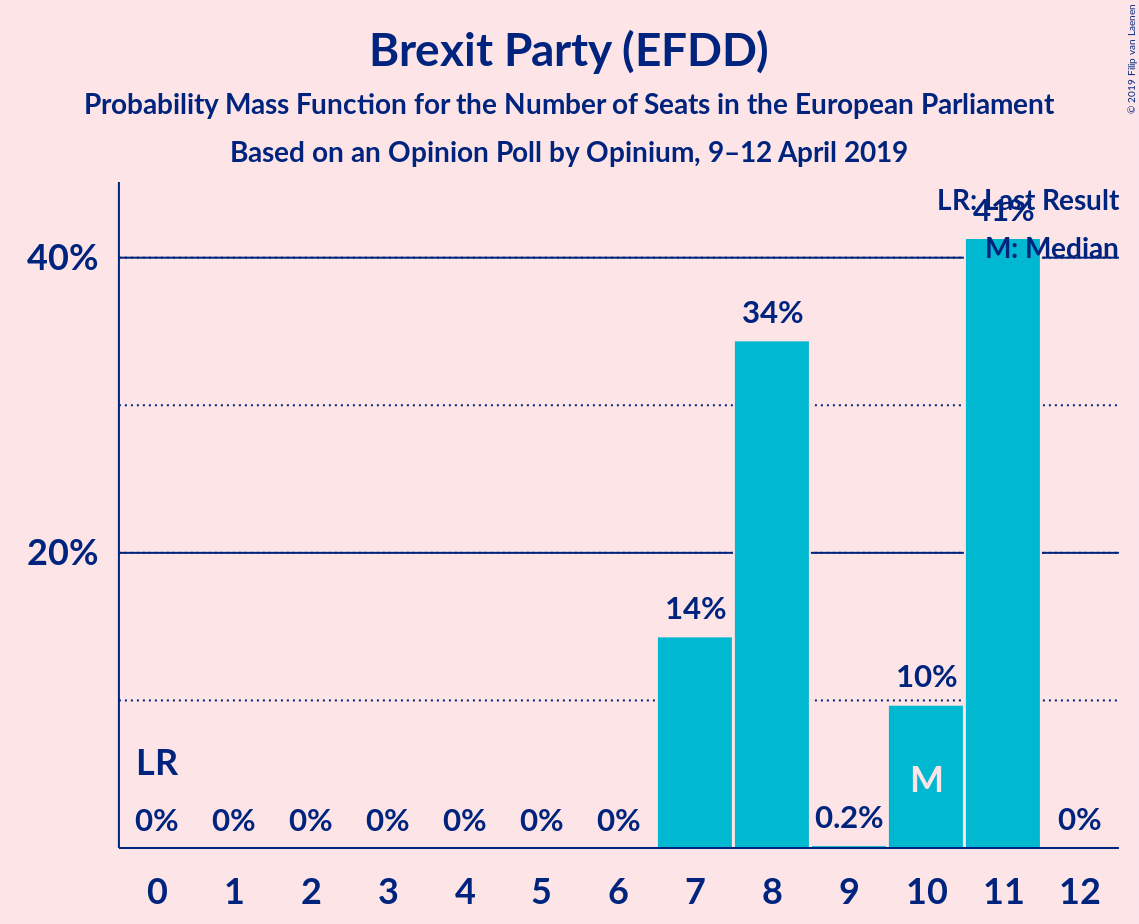 Brexit Party (EFDD)
Probability Mass Function for the Number of Seats in the European Parliament
Based on an Opinion Poll by Opinium, 9–12 April 2019
© 2019 Filip van Laenen
LR: Last Result
M: Median
40%
20%
41%
34%
14%
10%
LR
M
0% 0% 0% 0% 0% 0% 0% 0.2% 0%
0 1 2 3 4 5 6 7 8 9 10 11 12